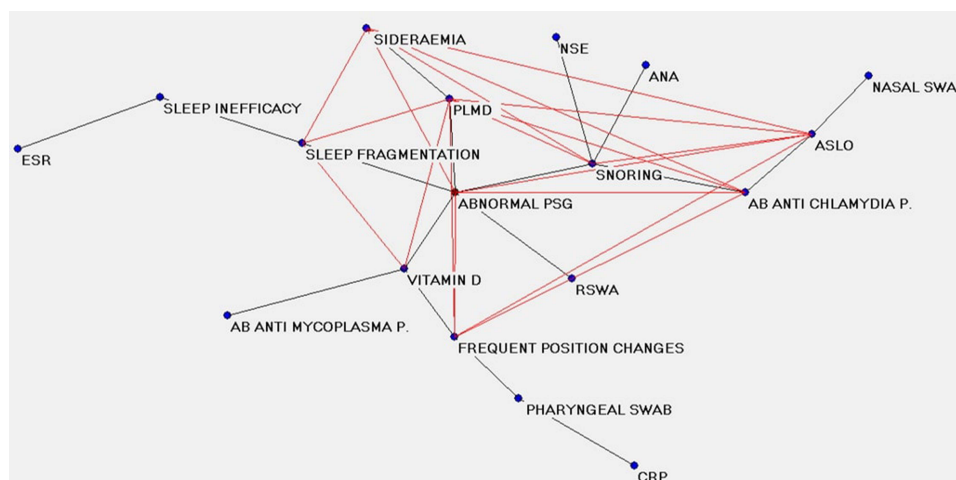 SIDERAEMIA
NSE
ANA
NASAL SWA
SLEEP INEFFICACY
PLMD
ASLO
ESR
SLEEP FRAGMENTATION
SNORING
ABNORMAL PSG
AB ANTI CHLAMYDIA P.
VITAMIN D
RSWA
AB ANTI MYCOPLASMA P.
FREQUENT POSITION CHANGES
PHARYNGEAL SWAB
CRP